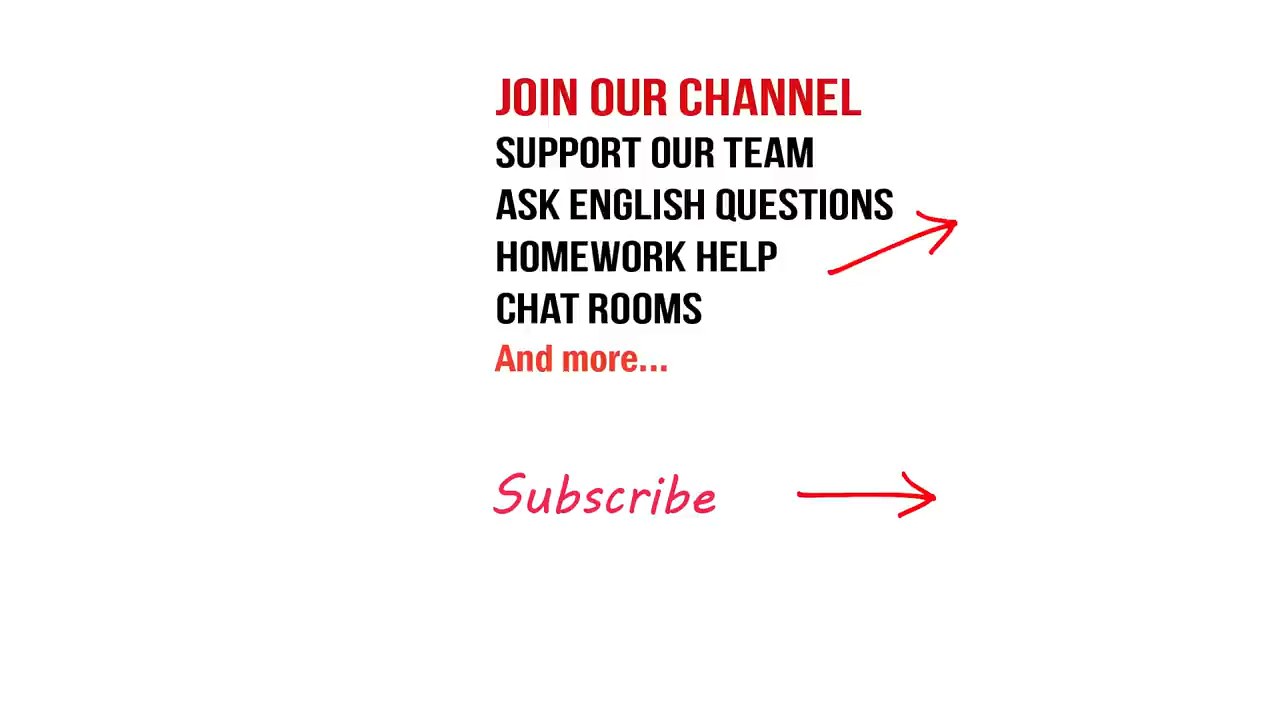 JOIN OUR CHANNEL
SUPPORT OUR TEAM
ASK ENGLISH QUESTIONS
HOMEWORK HELP
CHAT ROOMS
And more...
Subscribe